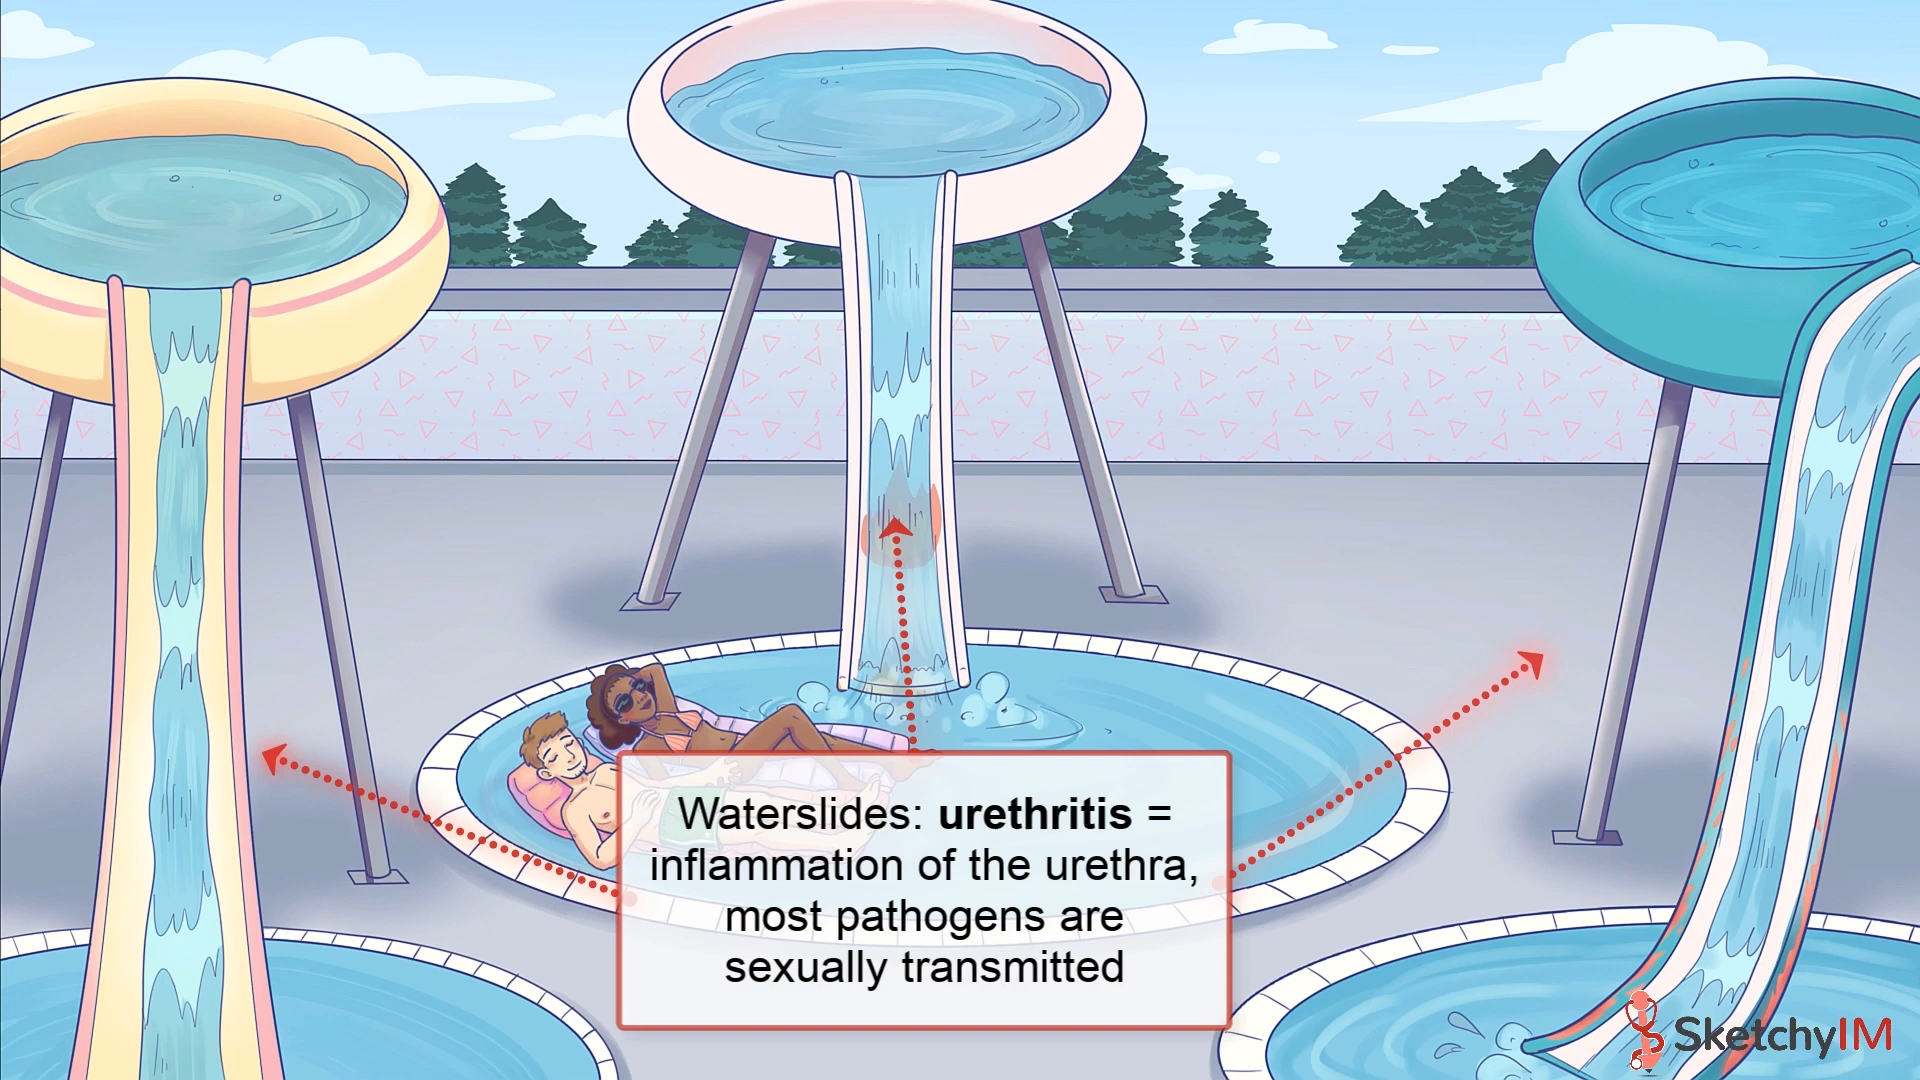 Waterslides: urethritis =
inflammation of the urethra,
most pathogens are
sexually transmitted
SketchyIM